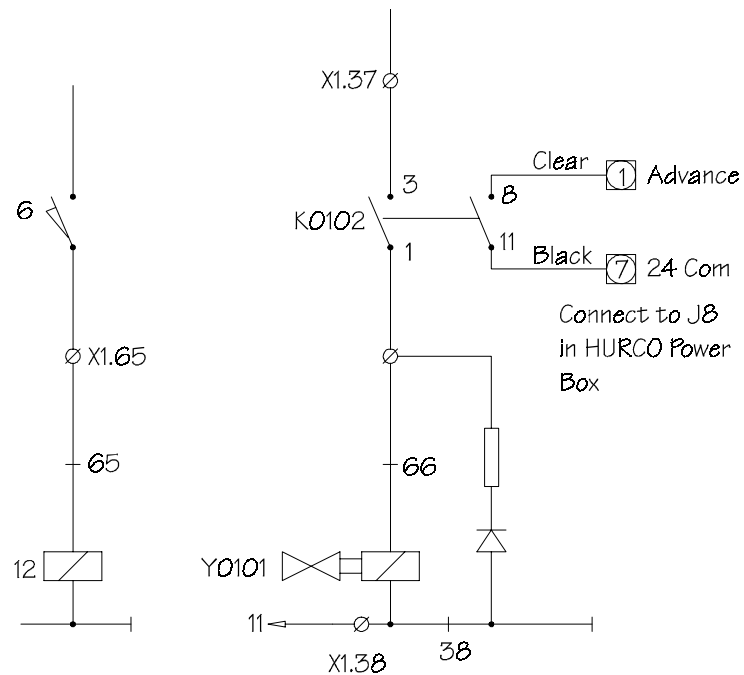 X1.37
Clear
1 Advance
3
8
6
K0102
1
11
Black
7 24 Com
Connect to J8
in HURCO Power
Box
X1.65
65
66
12
Y0101
11
38
X1.38